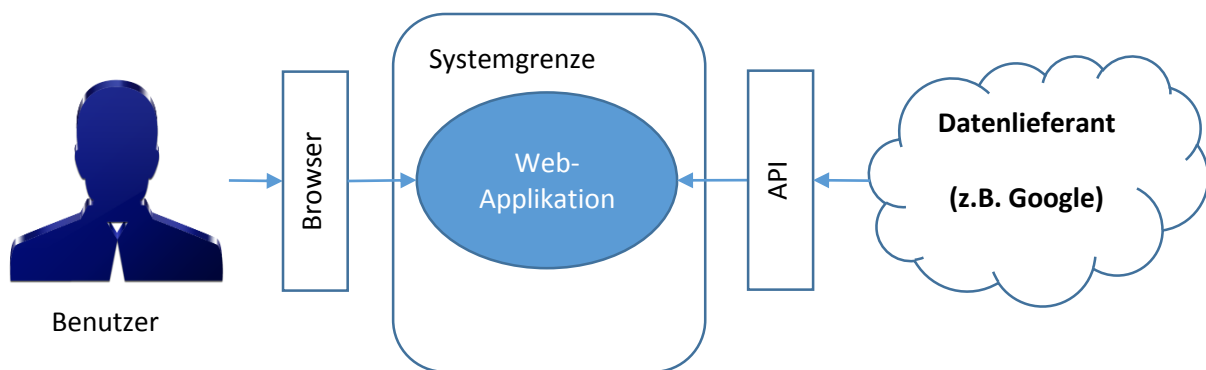 Benutzer
Browser
Systemgrenze
Web-
Applikation
API
Datenlieferant
(z.B. Google)